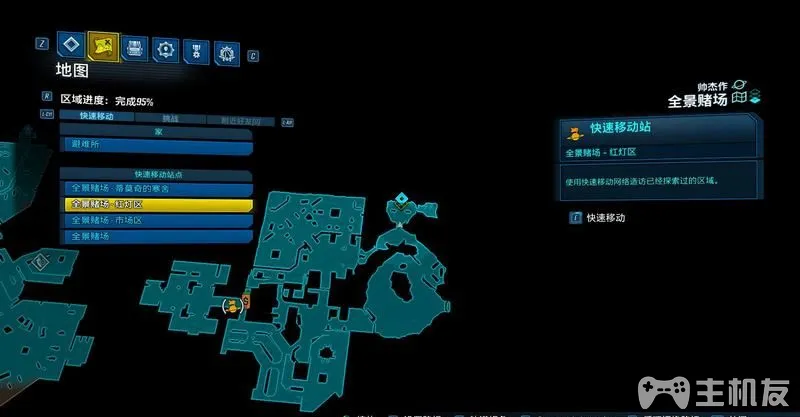 Z
C
地图
R
区域进度：完成95%
快速移动
挑战
家
避难所
快速移动站点
全景赌场·蒂莫奇的寒舍
全景赌场·红灯区
全景赌场·市场区
全景赌场
帅杰作
全景赌场
快速移动站
全景赌场 - 红灯区
使用快速移动网络造访已经探索过的区域。
快速移动
S
主机友